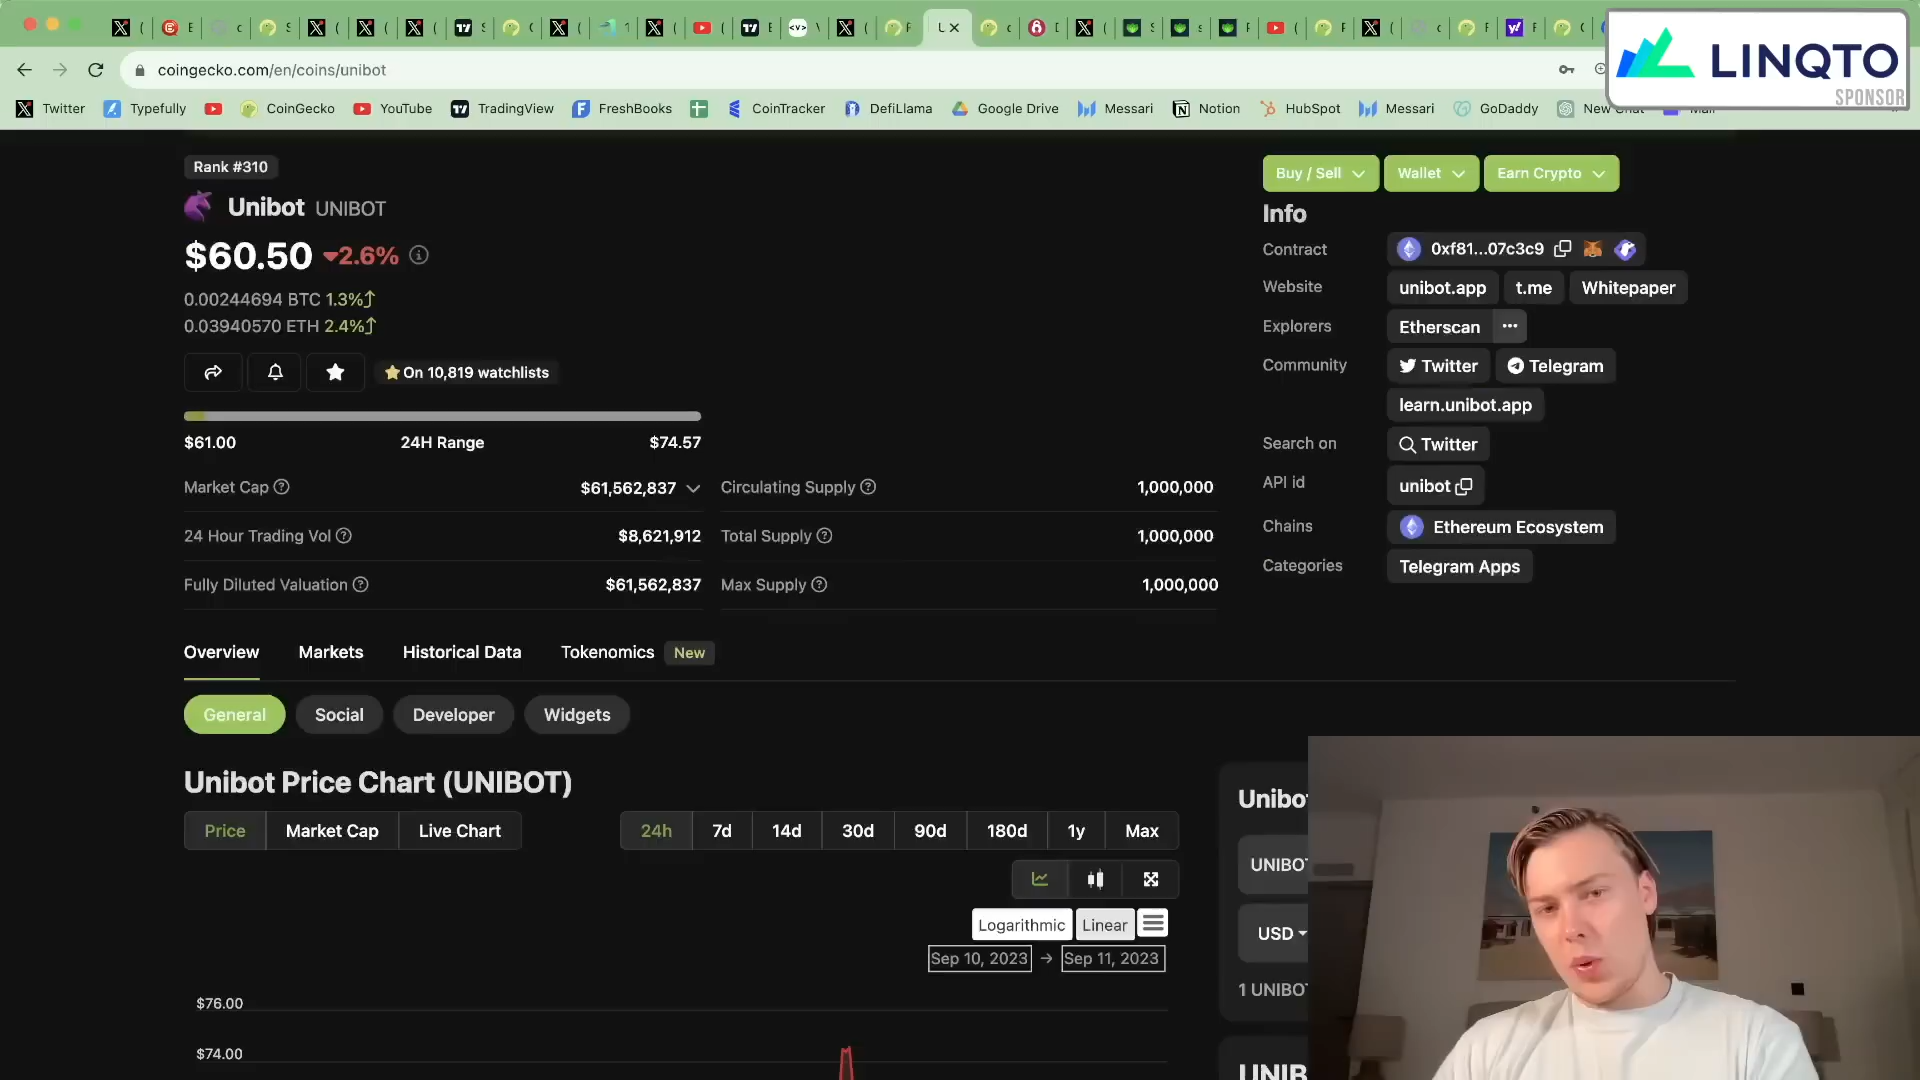 coingecko.com/en/coins/unibot
LINQTO
SPONSOR
Twitter Typefully CoinGecko YouTube TradingView FreshBooks CoinTracker DefiLlama Google Drive Messari Notion HubSpot Messari GoDaddy
Rank #310
Unibot UNIBOT
$60.50 2.6%
0.00244694 BTC 1.3%
0.03940570 ETH 2.4%
On 10,819 watchlists
$61.00 24H Range $74.57
Market Cap $61,562,837
Circulating Supply 1,000,000
24 Hour Trading Vol $8,621,912
Total Supply 1,000,000
Fully Diluted Valuation $61,562,837
Max Supply 1,000,000
Buy / Sell Wallet Earn Crypto
Info
Contract 0xf81...07c3c9
Website unibot.app t.me Whitepaper
Explorers Etherscan
Community Twitter Telegram
learn.unibot.app
Search on Twitter
API id unibot
Chains Ethereum Ecosystem
Categories Telegram Apps
Overview Markets Historical Data Tokenomics New
General Social Developer Widgets
Unibot Price Chart (UNIBOT)
Price Market Cap Live Chart 24h 7d 14d 30d 90d 180d 1y Max
Logarithmic Linear
Sep 10, 2023 → Sep 11, 2023
$76.00
$74.00
USD